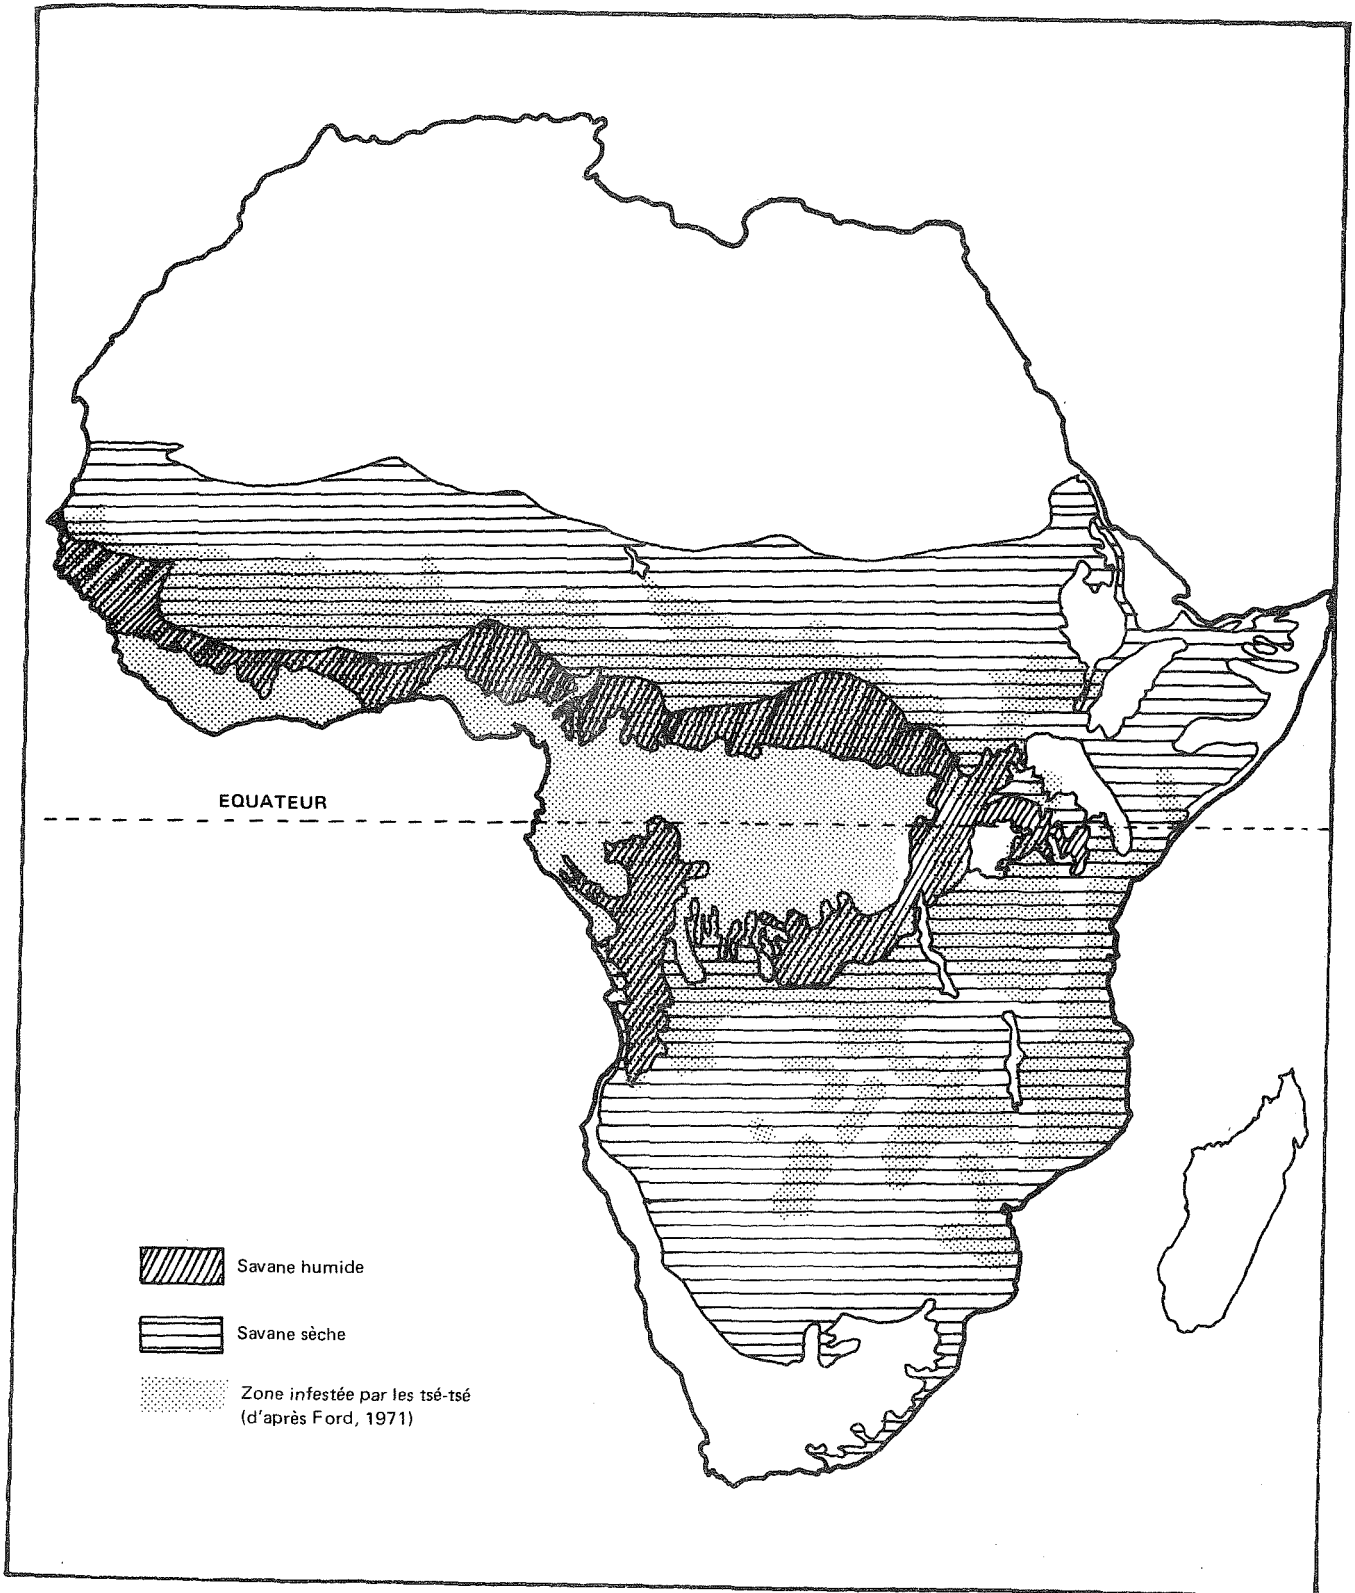 EQUATEUR
Savane humide
Savane sèche
Zone infestée par les tsé-tsé
(d'après Ford, 1971)